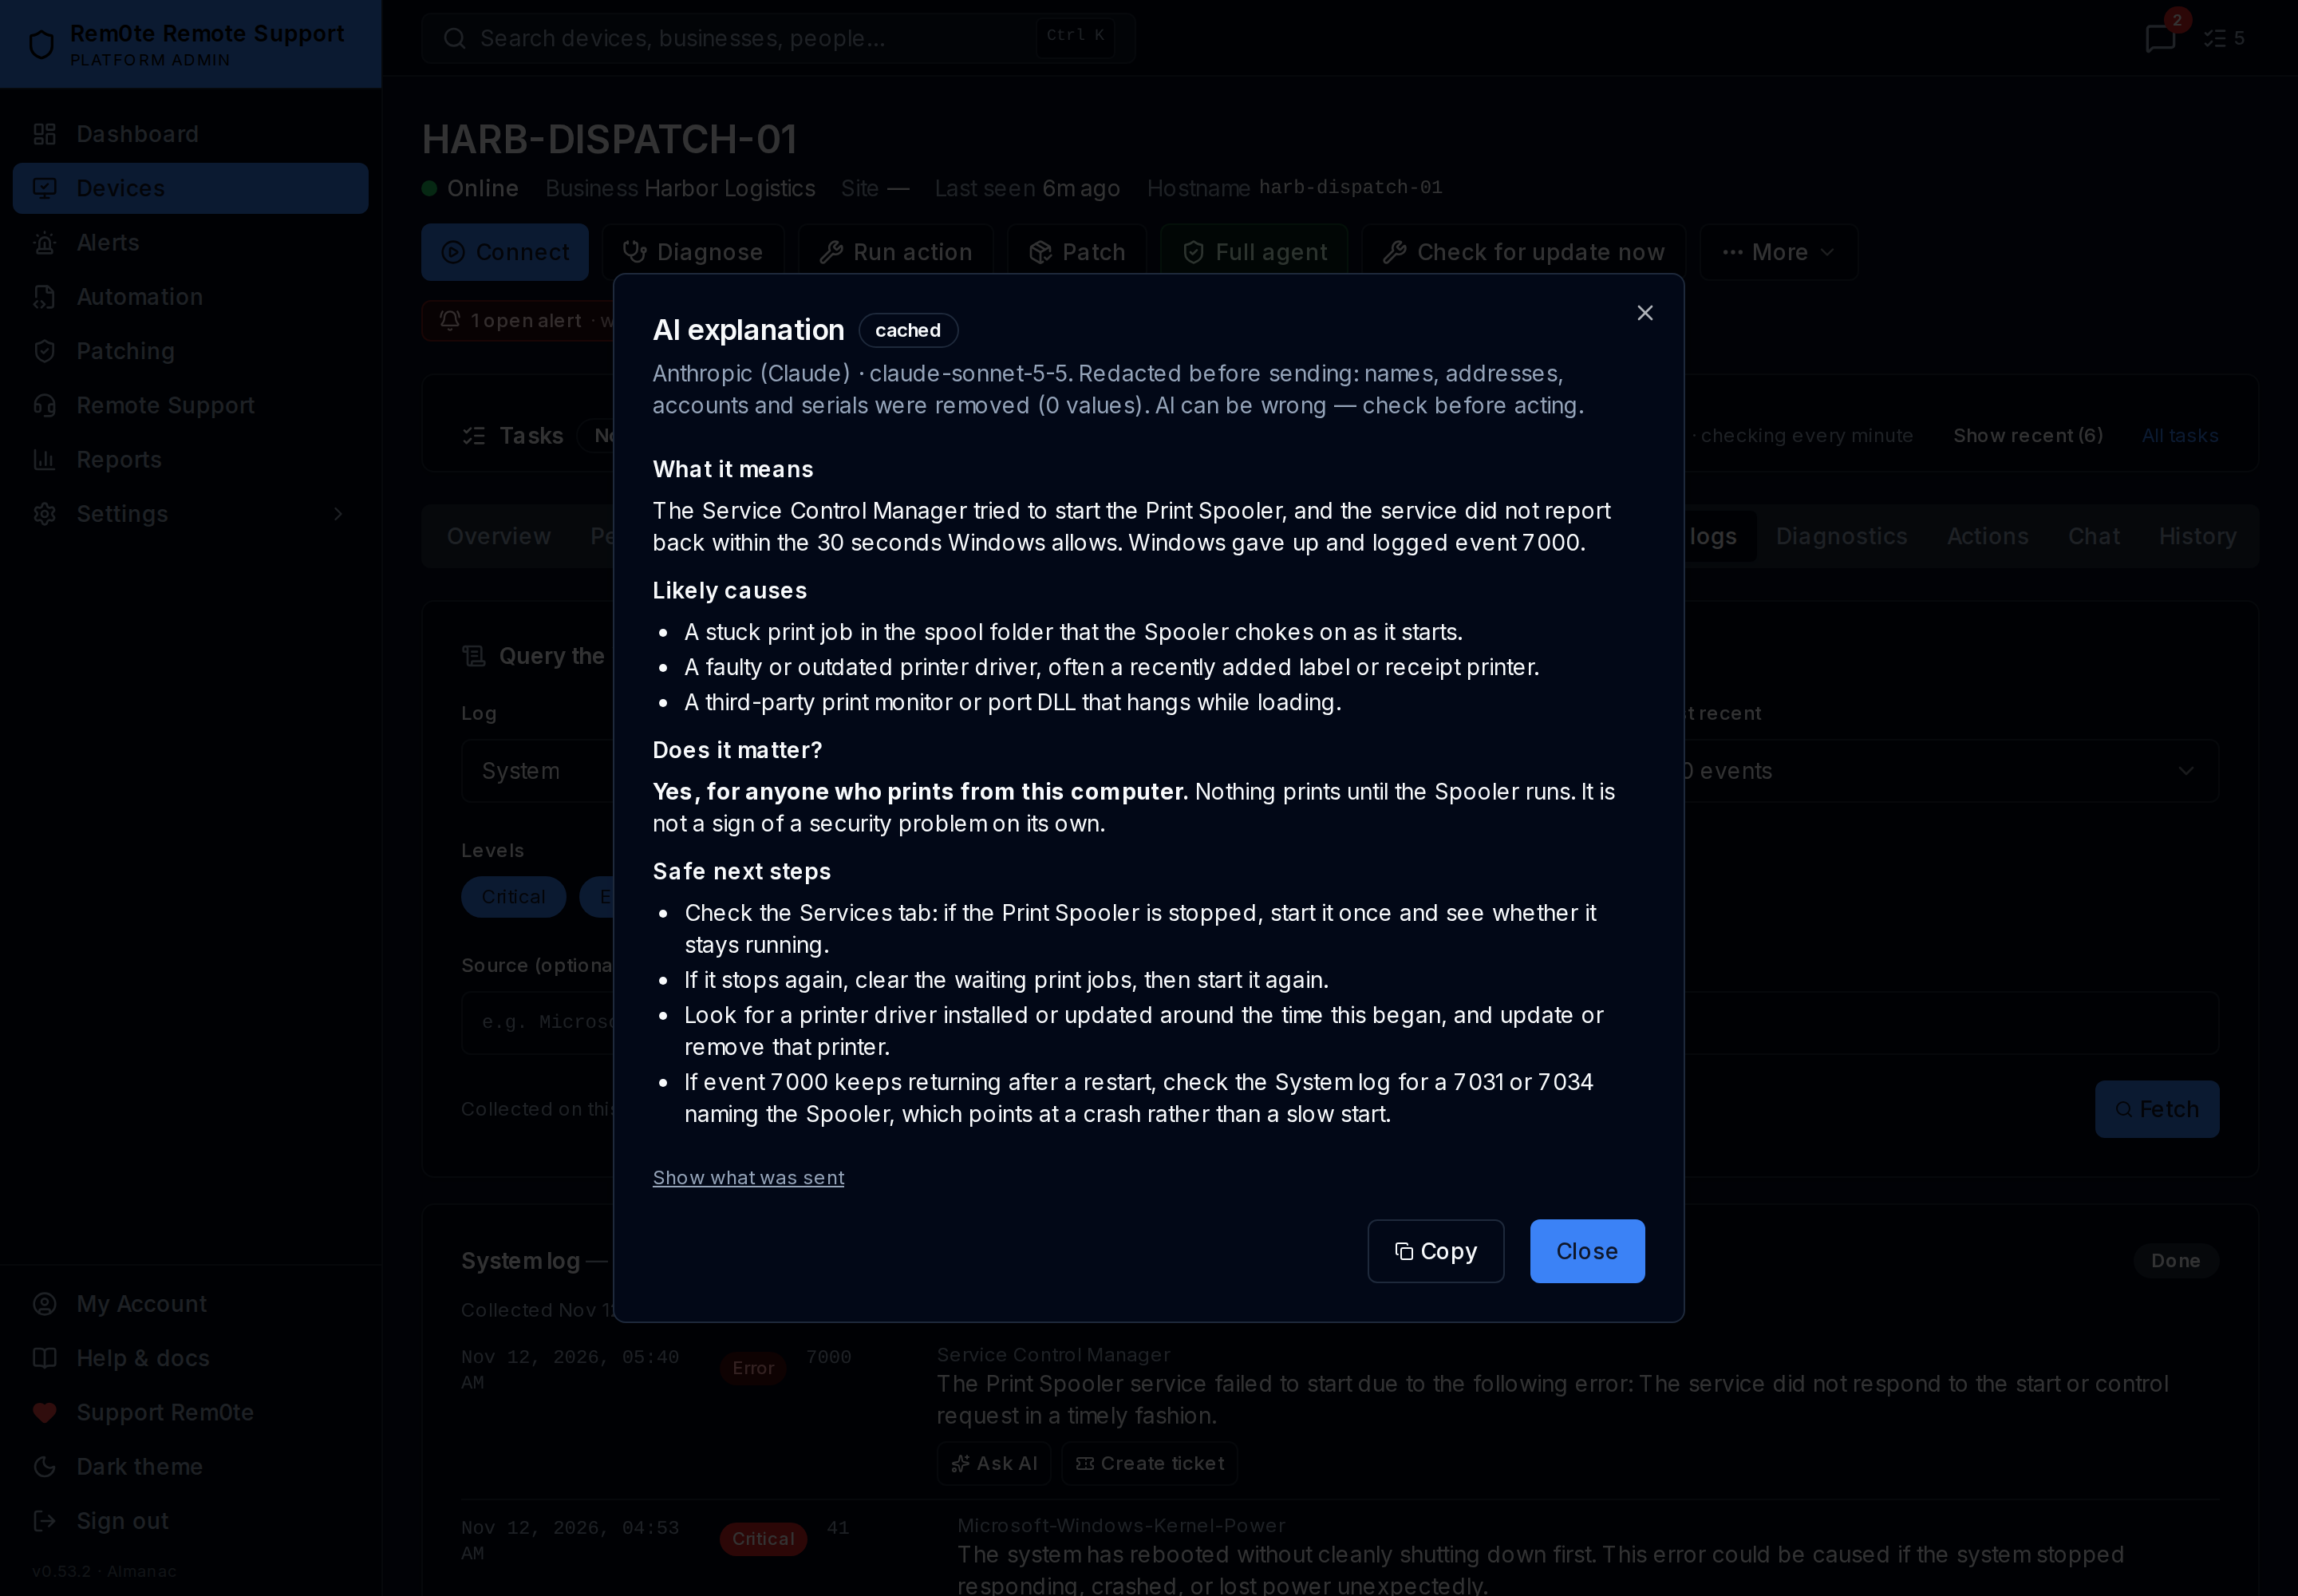 Rem0te Remote Support
PLATFORM ADMIN
Search devices, businesses, people...
Ctrl K
2
5
Dashboard
Devices
Alerts
Automation
Patching
Remote Support
Reports
Settings
HARB-DISPATCH-01
Online Business Harbor Logistics Site — Last seen 6m ago Hostname harb-dispatch-01
Connect Diagnose Run action Patch Full agent Check for update now More
1 open alert · w
Tasks No
· checking every minute Show recent (6) All tasks
Overview Pe
logs Diagnostics Actions Chat History
Query the
Log
t recent
System
0 events
Levels
Critical E
Source (optiona
e.g. Microso
Collected on this
Fetch
AI explanation cached
Anthropic (Claude) · claude-sonnet-5-5. Redacted before sending: names, addresses,
accounts and serials were removed (0 values). AI can be wrong — check before acting.
What it means
The Service Control Manager tried to start the Print Spooler, and the service did not report
back within the 30 seconds Windows allows. Windows gave up and logged event 7000.
Likely causes
• A stuck print job in the spool folder that the Spooler chokes on as it starts.
• A faulty or outdated printer driver, often a recently added label or receipt printer.
• A third-party print monitor or port DLL that hangs while loading.
Does it matter?
Yes, for anyone who prints from this computer. Nothing prints until the Spooler runs. It is
not a sign of a security problem on its own.
Safe next steps
• Check the Services tab: if the Print Spooler is stopped, start it once and see whether it
stays running.
• If it stops again, clear the waiting print jobs, then start it again.
• Look for a printer driver installed or updated around the time this began, and update or
remove that printer.
• If event 7000 keeps returning after a restart, check the System log for a 7031 or 7034
naming the Spooler, which points at a crash rather than a slow start.
Show what was sent
Copy Close
System log —
Done
Collected Nov 12
Nov 12, 2026, 05:40 AM Error 7000 Service Control Manager
The Print Spooler service failed to start due to the following error: The service did not respond to the start or control
request in a timely fashion.
Ask AI Create ticket
Nov 12, 2026, 04:53 AM Critical 41 Microsoft-Windows-Kernel-Power
The system has rebooted without cleanly shutting down first. This error could be caused if the system stopped
responding, crashed, or lost power unexpectedly.
My Account
Help & docs
Support Rem0te
Dark theme
Sign out
v0.53.2 · Almanac